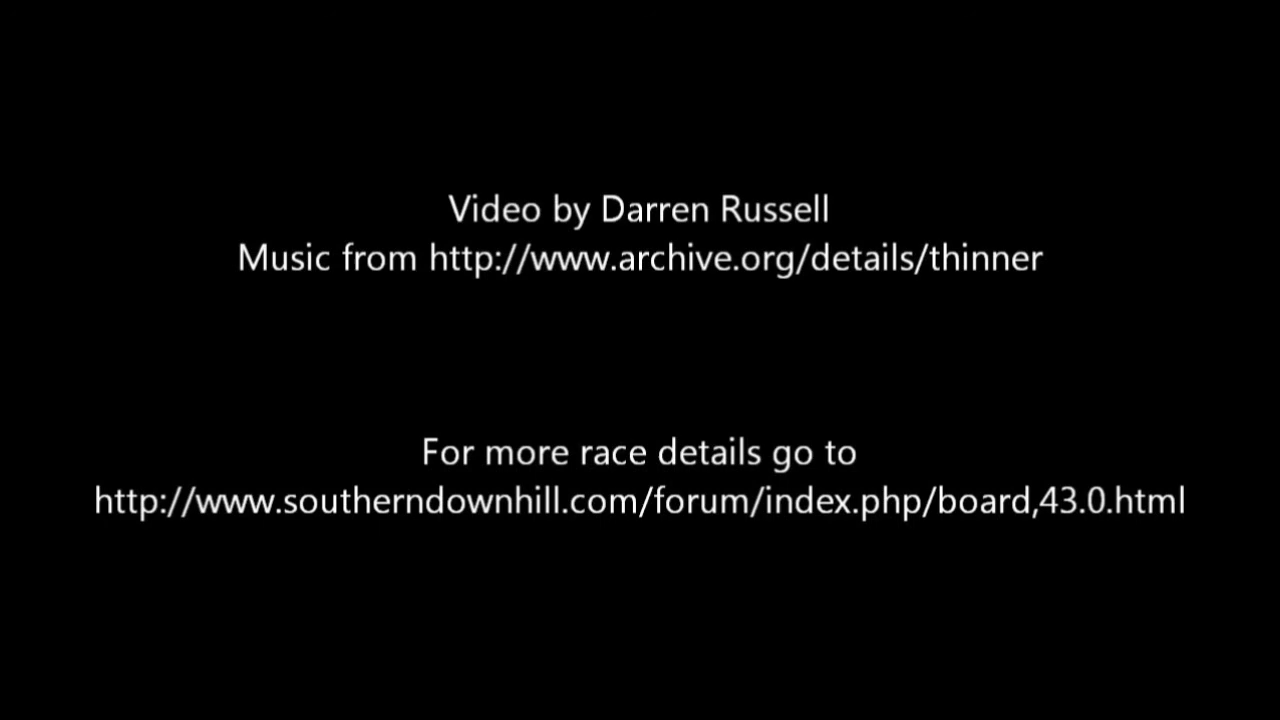 Video by Darren Russell
Music from http://www.archive.org/details/thinner
For more race details go to
http://www.southerndownhill.com/forum/index.php/board,43.0.html